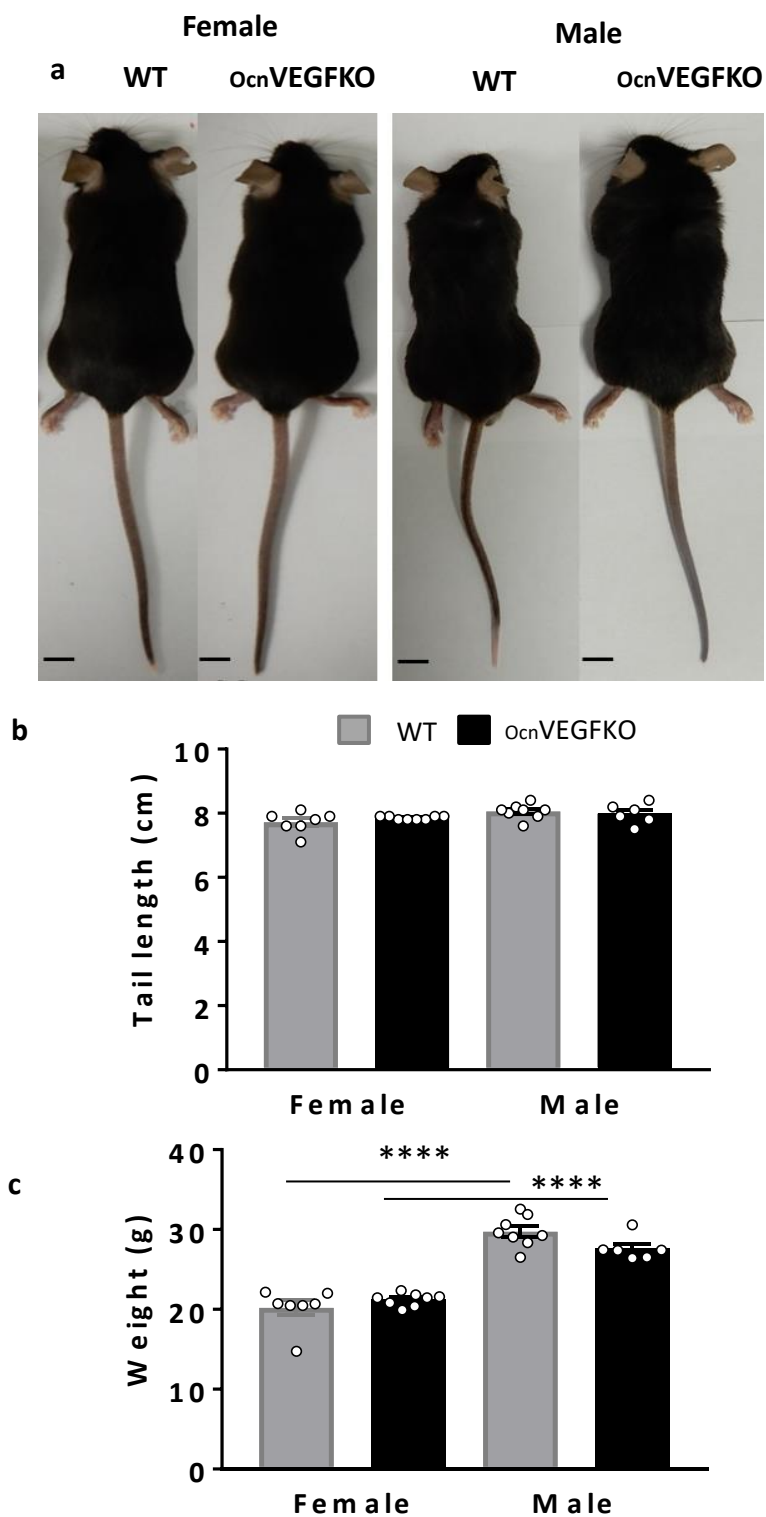 Female Male
a WT OcnVEGFKO WT OcnVEGFKO
b WT OcnVEGFKO
10
8
6
4
2
0
Tail length (cm)
Female Male
c
40
30
20
10
0
Weight (g)
****
****
Female Male